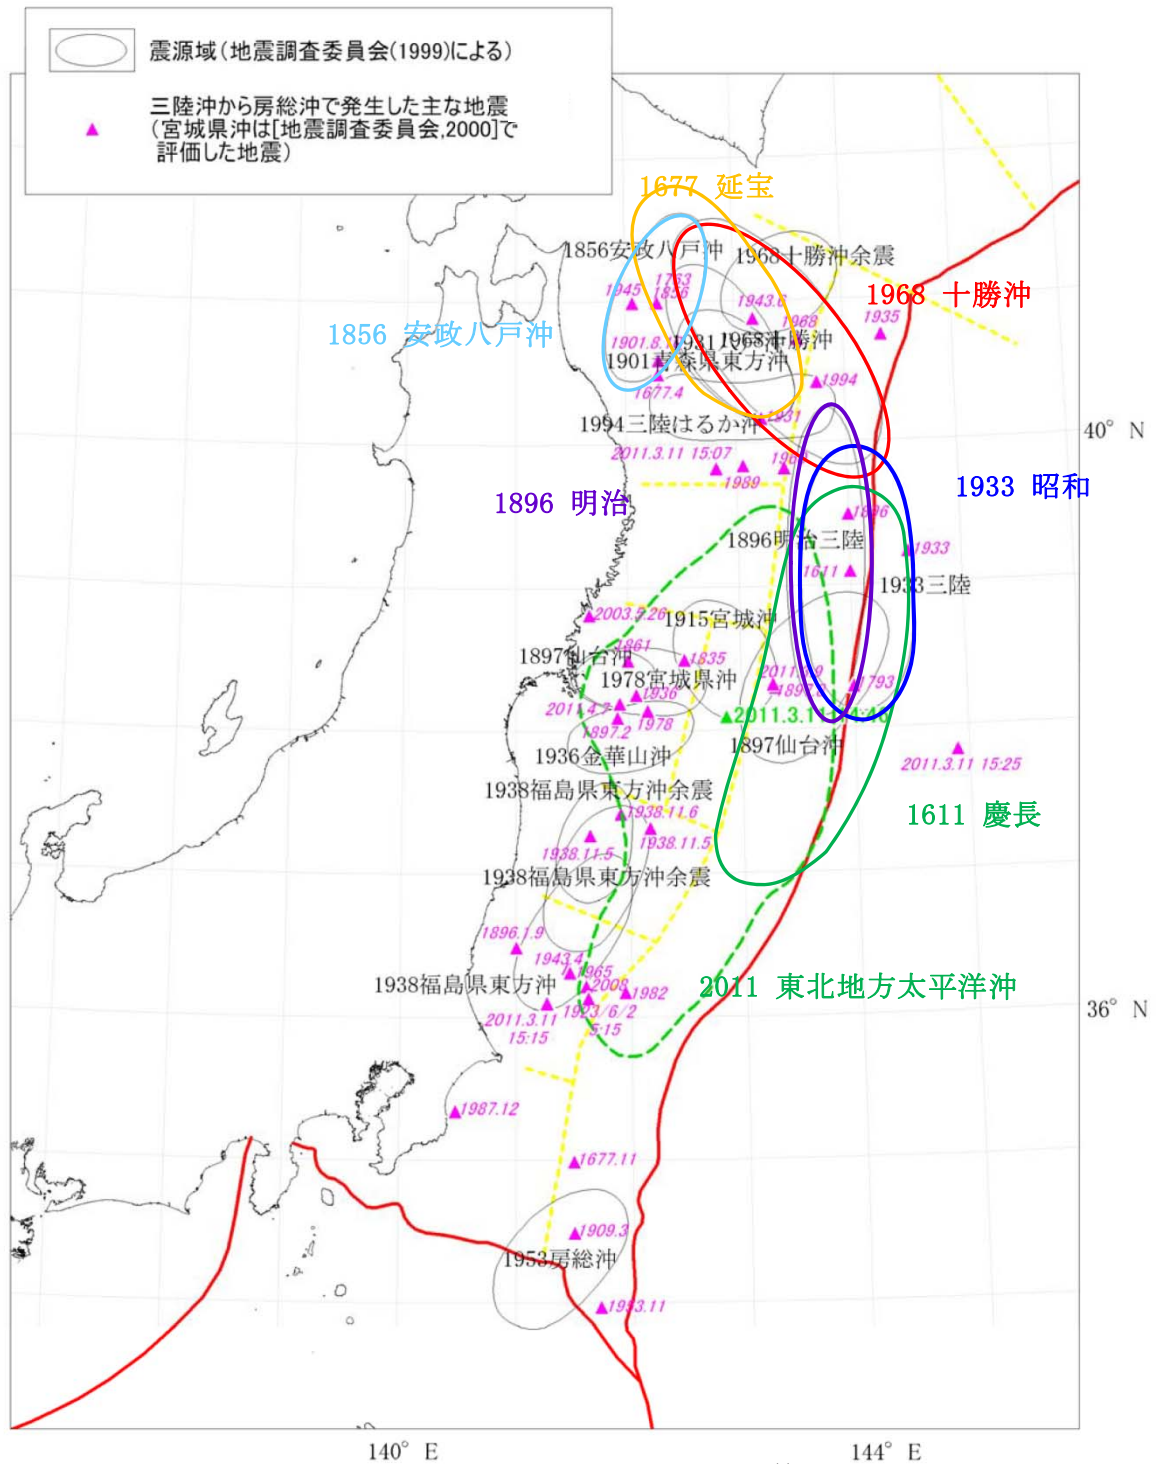 震源域(地震調査委員会(1999)による)
三陸沖から房総沖で発生した主な地震
(宮城県沖は[地震調査委員会,2000]で
評価した地震)
1677 延宝
1856安政八戸沖
1968十勝沖余震
1763
1945
1856
1968 十勝沖
1943.6
1968
1935
1856 安政八戸沖
1968十勝沖
1901青森県東方沖
1994
1677.4
1931
1994三陸はるか沖
40° N
2011.3.11 15:07
1989
1933 昭和
1896 明治
1896
1896明治三陸
1933
1611
1933三陸
2003.5.26
1915宮城沖
1861
1897仙台沖
1835
1978宮城県沖
1793
1936
2011.4.7
1978
1897.2
1897仙台沖
1936金華山沖
2011.3.11 15:25
1938福島県東方沖余震
1938.11.6
1611 慶長
1938.11.5
1938.11.5
1938福島県東方沖余震
1896.1.9
1943.4
1965
1938福島県東方沖
2008
1982
2011 東北地方太平洋沖
1923/6/2
5:15
2011.3.11
15:15
36° N
1987.12
1677.11
1909.3
1953房総沖
1953.11
140° E
144° E